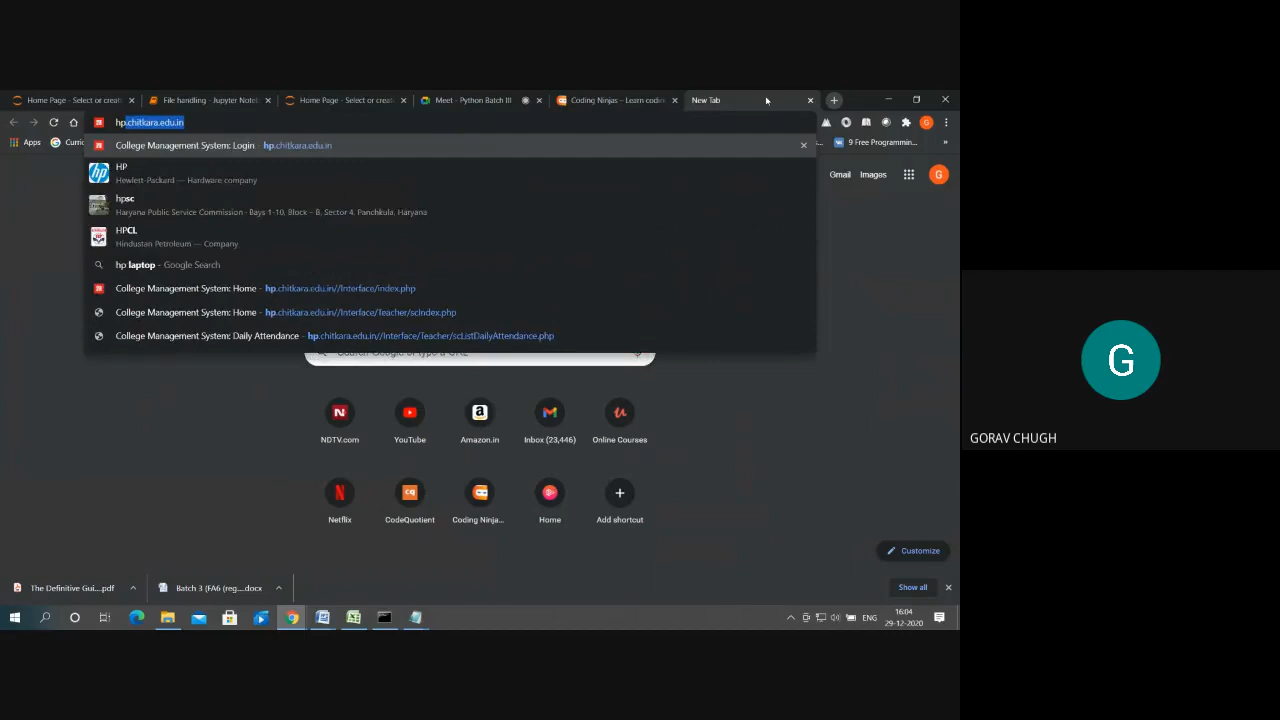 Home Page - Select or creat
File handling - Jupyter Note
Home Page - Select or creat
Meet - Python Batch III
Coding Ninjas – Learn codin
New Tab
hp.chitkara.edu.in
Apps
Curric
9 Free Programmin...
»
College Management System: Login hp.chitkara.edu.in
HP
Hewlett-Packard — Hardware company
hpsc
Haryana Public Service Commission · Bays 1-10, Block – B, Sector 4, Panchkula, Haryana
HPCL
Hindustan Petroleum — Company
hp laptop - Google Search
College Management System: Home - hp.chitkara.edu.in//Interface/index.php
College Management System: Home - hp.chitkara.edu.in//Interface/Teacher/scIndex.php
College Management System: Daily Attendance - hp.chitkara.edu.in//Interface/Teacher/scListDailyAttendance.php
Gmail Images
G
Search Google or type a URL
NDTV.com
YouTube
Amazon.in
Inbox (23,446)
Online Courses
Netflix
CodeQuotient
Coding Ninja...
Home
Add shortcut
Customize
The Definitive Gui....pdf
Batch 3 (FA6 (reg....docx
Show all
ENG
16:04
29-12-2020
G
GORAV CHUGH